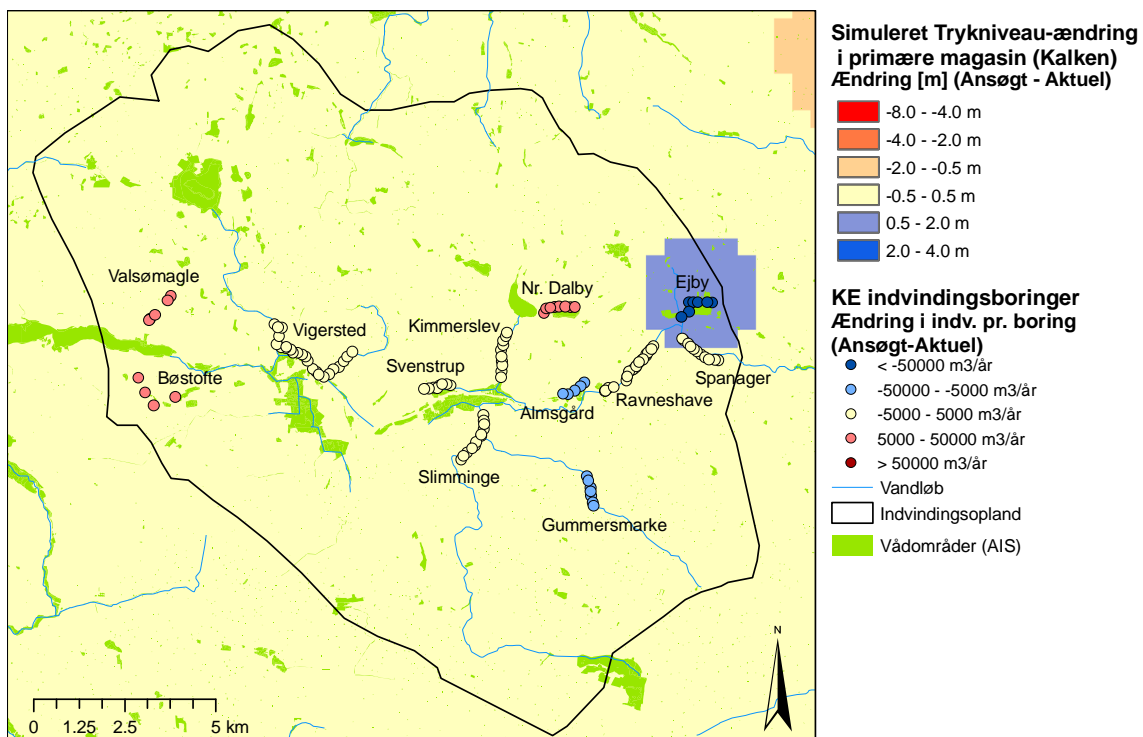 Valsømagle
Bøstofte
Vigersted
Kimmerslev
Svenstrup
Nr. Dalby
Ejby
Spanager
Ravneshave
Almsgård
Slimminge
Gummersmarke
0 1.25 2.5 5 km
N
Simuleret Trykniveau-ændring
i primære magasin (Kalken)
Ændring [m] (Ansøgt - Aktuel)
-8.0 - -4.0 m
-4.0 - -2.0 m
-2.0 - -0.5 m
-0.5 - 0.5 m
0.5 - 2.0 m
2.0 - 4.0 m
KE indvindingsboringer
Ændring i indv. pr. boring
(Ansøgt-Aktuel)
< -50000 m3/år
-50000 - -5000 m3/år
-5000 - 5000 m3/år
5000 - 50000 m3/år
> 50000 m3/år
Vandløb
Indvindingsopland
Vådområder (AIS)